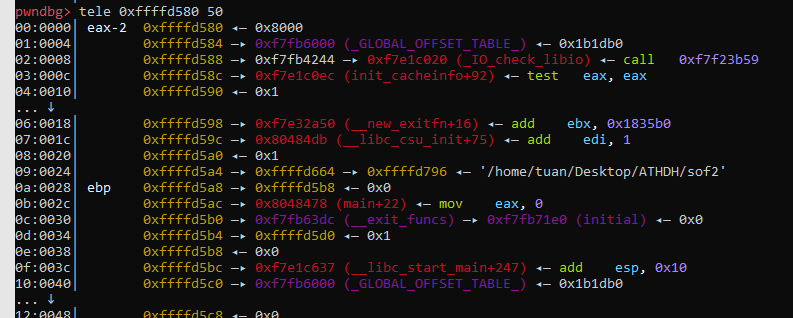 pwndbg> tele 0xffffd580 50
00:0000│ eax-2  0xffffd580 ◂— 0x8000
01:0004│        0xffffd584 —▸ 0xf7fb6000 (_GLOBAL_OFFSET_TABLE_) ◂— 0x1b1db0
02:0008│        0xffffd588 —▸ 0xf7fb4244 —▸ 0xf7e1c020 (_IO_check_libio) ◂— call   0xf7f23b59
03:000c│        0xffffd58c —▸ 0xf7e1c0ec (init_cacheinfo+92) ◂— test   eax, eax
04:0010│        0xffffd590 ◂— 0x1
... ↓
06:0018│        0xffffd598 —▸ 0xf7e32a50 (__new_exitfn+16) ◂— add    ebx, 0x1835b0
07:001c│        0xffffd59c —▸ 0x80484db (__libc_csu_init+75) ◂— add    edi, 1
08:0020│        0xffffd5a0 ◂— 0x1
09:0024│        0xffffd5a4 —▸ 0xffffd664 —▸ 0xffffd796 ◂— '/home/tuan/Desktop/ATHDH/sof2'
0a:0028│ ebp    0xffffd5a8 —▸ 0xffffd5b8 ◂— 0x0
0b:002c│        0xffffd5ac —▸ 0x8048478 (main+22) ◂— mov    eax, 0
0c:0030│        0xffffd5b0 —▸ 0xf7fb63dc (__exit_funcs) —▸ 0xf7fb71e0 (initial) ◂— 0x0
0d:0034│        0xffffd5b4 —▸ 0xffffd5d0 ◂— 0x1
0e:0038│        0xffffd5b8 ◂— 0x0
0f:003c│        0xffffd5bc —▸ 0xf7e1c637 (__libc_start_main+247) ◂— add    esp, 0x10
10:0040│        0xffffd5c0 —▸ 0xf7fb6000 (_GLOBAL_OFFSET_TABLE_) ◂— 0x1b1db0
... ↓
12:0048│        0xffffd5c8 ◂— 0x0